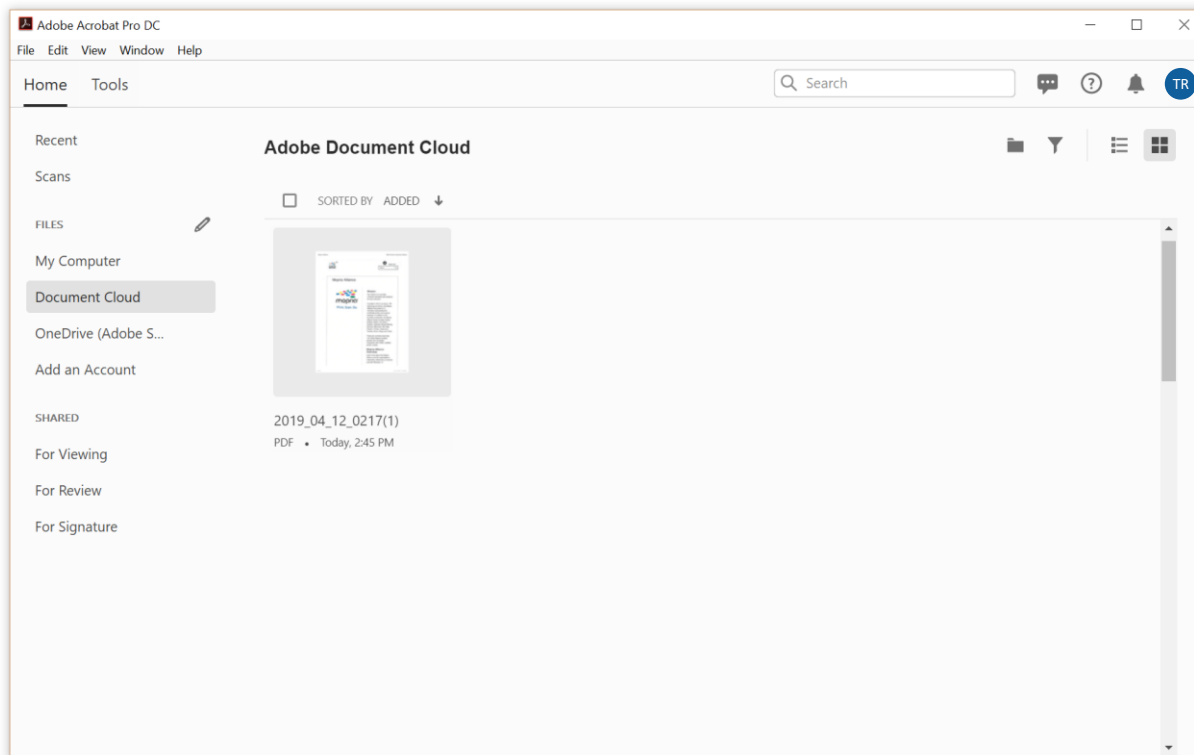 Adobe Acrobat Pro DC
File Edit View Window Help
Home Tools
Search
TR
Recent
Scans
FILES
My Computer
Document Cloud
OneDrive (Adobe S...
Add an Account
SHARED
For Viewing
For Review
For Signature
Adobe Document Cloud
SORTED BY ADDED
mopria
2019_04_12_0217(1)
PDF • Today, 2:45 PM